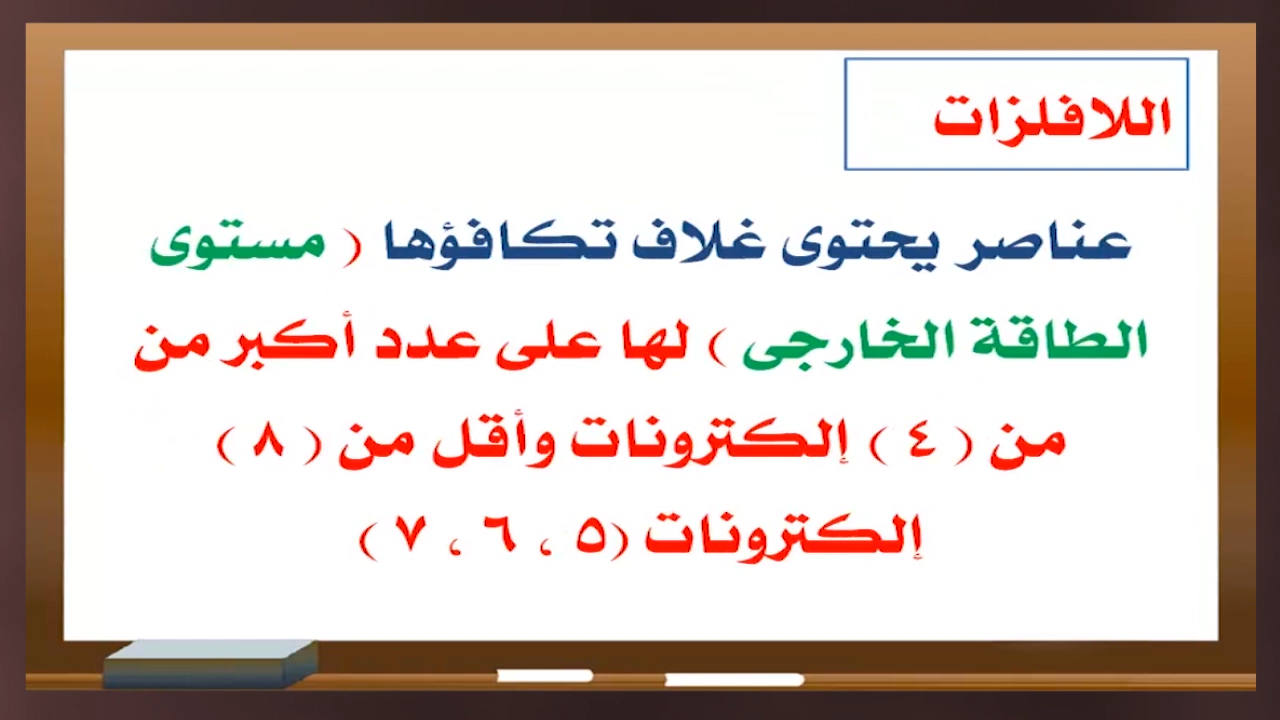 اللافلزات
عناصر يحتوى غلاف تكافؤها ( مستوى
الطاقة الخارجى ) لها على عدد أكبر من
من ( ٤ ) إلكترونات وأقل من ( ٨ )
إلكترونات (٥ ، ٦ ، ٧ )